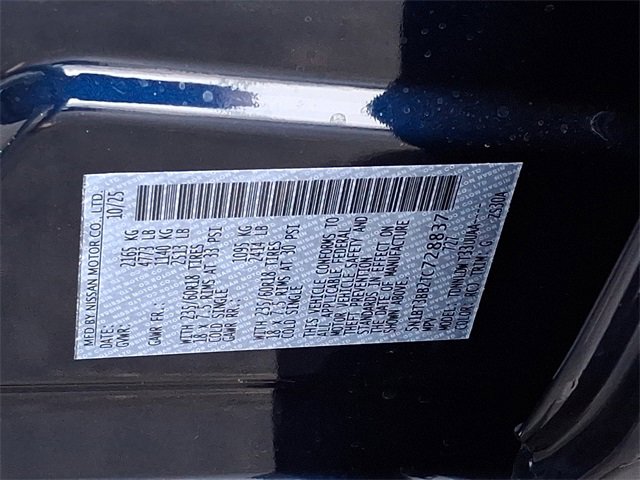 MFD BY NISSAN MOTOR CO., LTD.
DATE: 10/25
GVWR: 2165 KG
4773 LB
GAWR FR: 1140 KG
2513 LB
WITH 235/60R18 TIRES
18 X 7.5 RIMS AT 33 PSI
COLD SINGLE
GAWR RR: 1095 KG
2414 LB
WITH 235/60R18 TIRES
18 X 7.5 RIMS AT 30 PSI
COLD SINGLE
THIS VEHICLE CONFORMS TO
ALL APPLICABLE FEDERAL
MOTOR VEHICLE SAFETY AND
THEFT PREVENTION
STANDARDS IN EFFECT ON
THE DATE OF MANUFACTURE
SHOWN ABOVE.
MPV
COLOR: TRIM: G